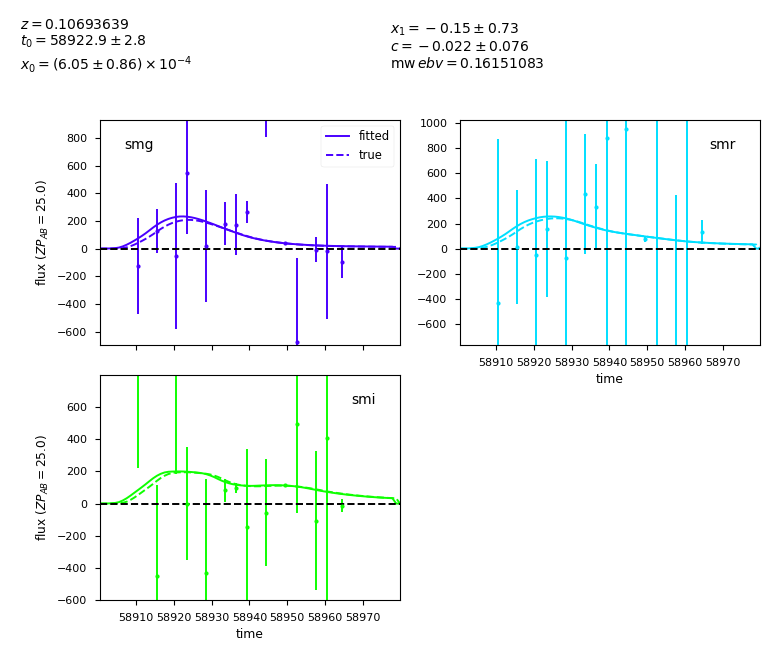 z = 0.10693639
t0 = 58922.9 ± 2.8
x0 = (6.05 ± 0.86) × 10^−4
x1 = −0.15 ± 0.73
c = −0.022 ± 0.076
mw ebv = 0.16151083
smg
fitted
true
800
600
400
200
0
−200
−400
−600
flux (ZP_AB = 25.0)
smr
1000
800
600
400
200
0
−200
−400
−600
58910 58920 58930 58940 58950 58960 58970
time
smi
600
400
200
0
−200
−400
−600
flux (ZP_AB = 25.0)
58910 58920 58930 58940 58950 58960 58970
time